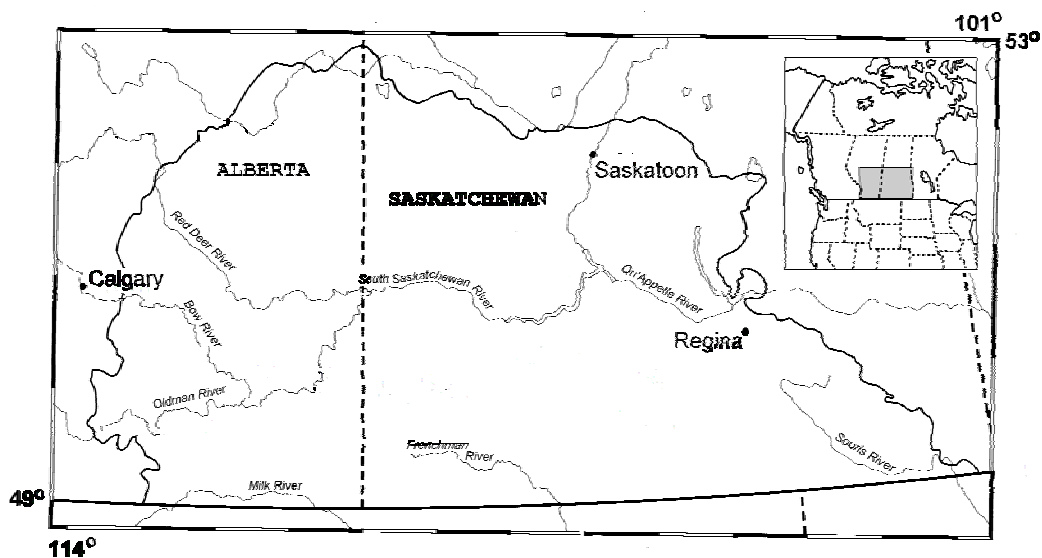 101°
53°
ALBERTA
SASKATCHEWAN
Saskatoon
Red Deer River
Calgary
South Saskatchewan River
Qu'Appelle River
Bow River
Regina
Oldman River
Frenchman River
Souris River
Milk River
49°
114°